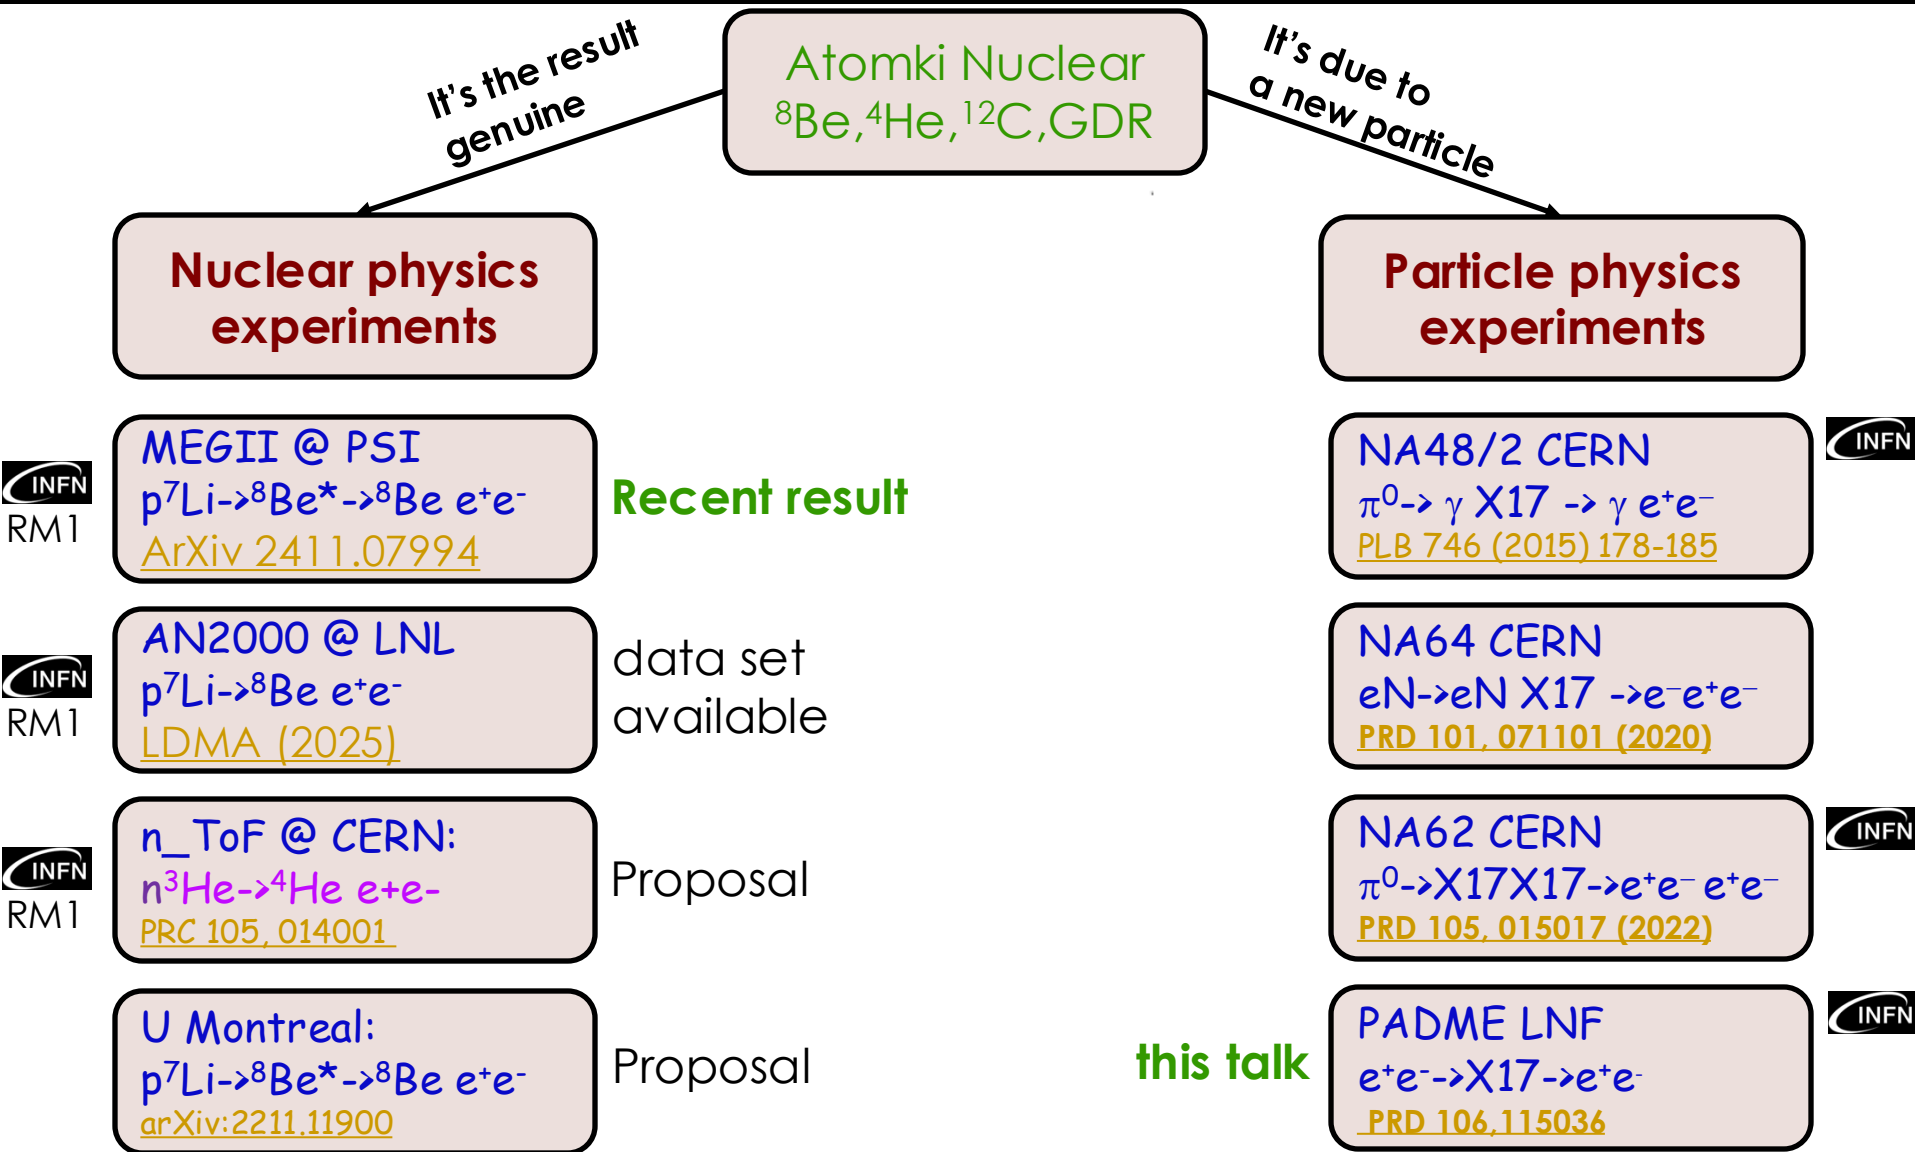 It's the result
genuine
Atomki Nuclear
⁸Be,⁴He,¹²C,GDR
It's due to
a new particle
Nuclear physics
experiments
Particle physics
experiments
INFN
RM1
MEGII @ PSI
p⁷Li->⁸Be*->⁸Be e⁺e⁻
ArXiv 2411.07994
Recent result
INFN
RM1
AN2000 @ LNL
p⁷Li->⁸Be e⁺e⁻
LDMA (2025)
data set
available
INFN
RM1
n_ToF @ CERN:
n³He->⁴He e+e-
PRC 105, 014001
Proposal
U Montreal:
p⁷Li->⁸Be*->⁸Be e⁺e⁻
arXiv:2211.11900
Proposal
NA48/2 CERN
π⁰-> γ X17 -> γ e⁺e⁻
PLB 746 (2015) 178-185
INFN
NA64 CERN
eN->eN X17 ->e⁻e⁺e⁻
PRD 101, 071101 (2020)
NA62 CERN
π⁰->X17X17->e⁺e⁻ e⁺e⁻
PRD 105, 015017 (2022)
INFN
this talk
PADME LNF
e⁺e⁻->X17->e⁺e⁻
PRD 106,115036
INFN